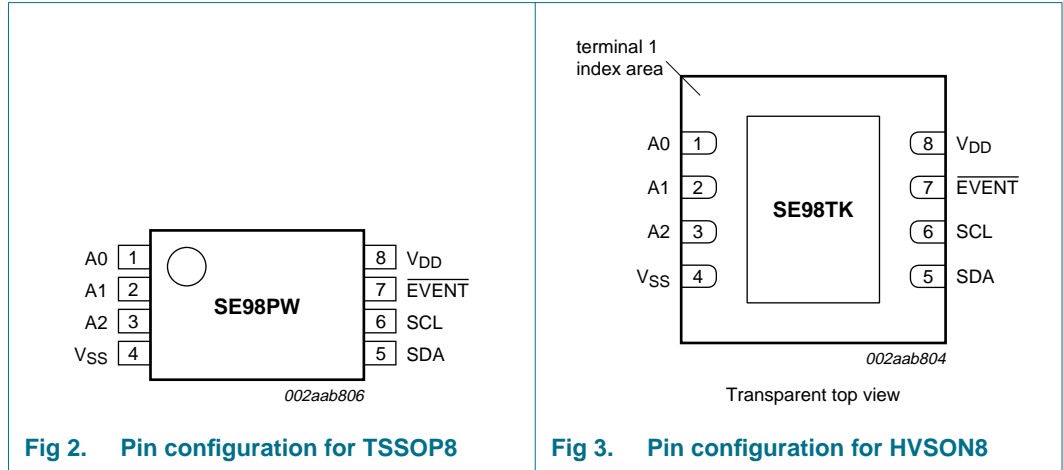 A0 1
A1 2
A2 3
VSS 4
SE98PW
8 VDD
7 EVENT
6 SCL
5 SDA
002aab806
Fig 2. Pin configuration for TSSOP8
terminal 1
index area
A0 1
A1 2
A2 3
VSS 4
SE98TK
8 VDD
7 EVENT
6 SCL
5 SDA
002aab804
Transparent top view
Fig 3. Pin configuration for HVSON8